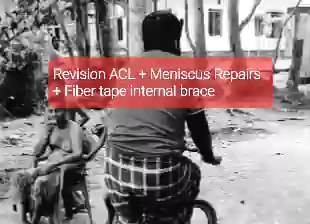 Revision ACL + Meniscus Repairs
+ Fiber tape internal brace